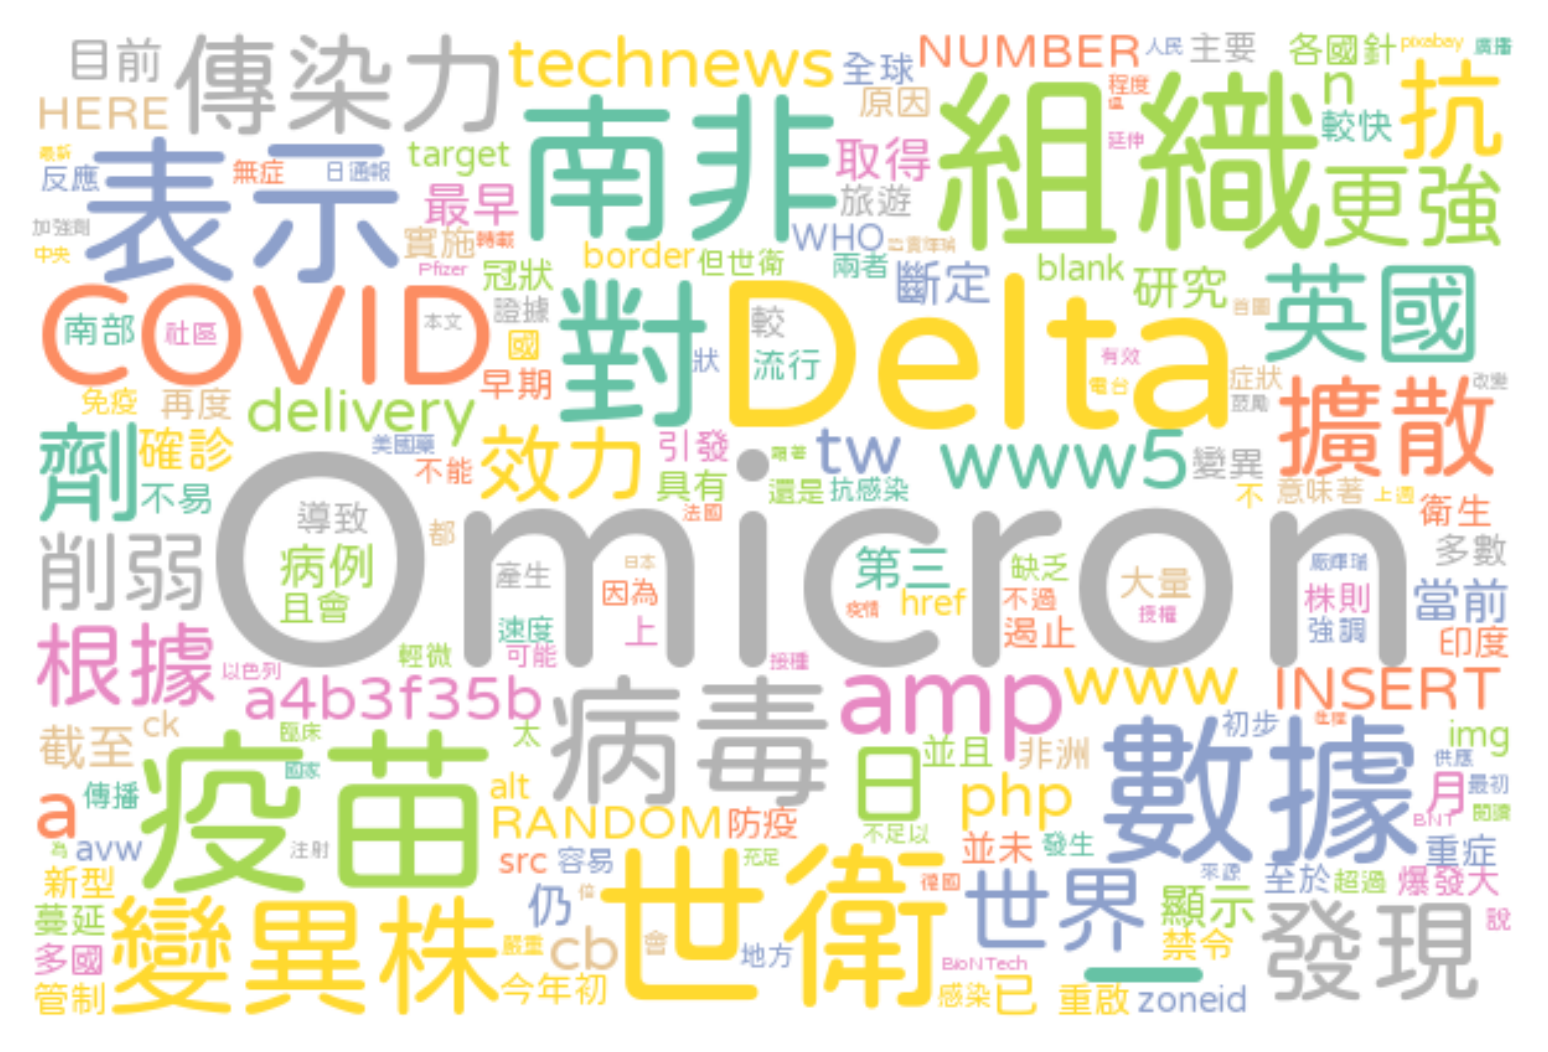 目前 傳染力 technews 全球 NUMBER 人民 主要 各國針 pixabay 廣播
HERE 原因 程度 n 抗
南非 組織 較快
最新 表示 target 取得 延伸
反應 無症 日通報 最早 旅遊 更強
加強劑 實施 轉載 WHO
中央 Pfizer 冠狀 border 但世衛 兩者 斷定 blank 研究 英國
COVID 南部 社區 本文 證據 對 Delta 較 首圖
國 狀 流行 有效
免疫 再度 delivery 早期 電台 症狀 鼓勵 擴散 改變
劑 確診 美國藥 效力 引發 顯著 tw www5 變異
不易 不能 具有 還是 抗感染 不 意味著 上週 衛生
Omicron 導致 都 法國
削弱 病例 且會 產生 因為 日本 第三 缺乏 大量 多數
疫情 href 不過 授權 株則 當前
根據 速度 上 遏止 強調 印度
以色列 輕微 可能 接種
a4b3f35b 病毒 amp www INSERT
截至 ck 臨床 太 並且 非洲 初步 img
疫苗 國家 日 數據 供應
a 傳播 alt php 月 最初
RANDOM 防疫 BNT 閱讀
為 avw 注射 src 容易 充足 不足以 並未 發生 重症
新型 仍 倍 世衛 德國 世界 來源 至於 超過 爆發大
蔓延 變異株 顯示 發現 說
多國 嚴重 cb 會 地方 BioNTech 一 禁令
管制 今年初 感染 已 重啟 zoneid